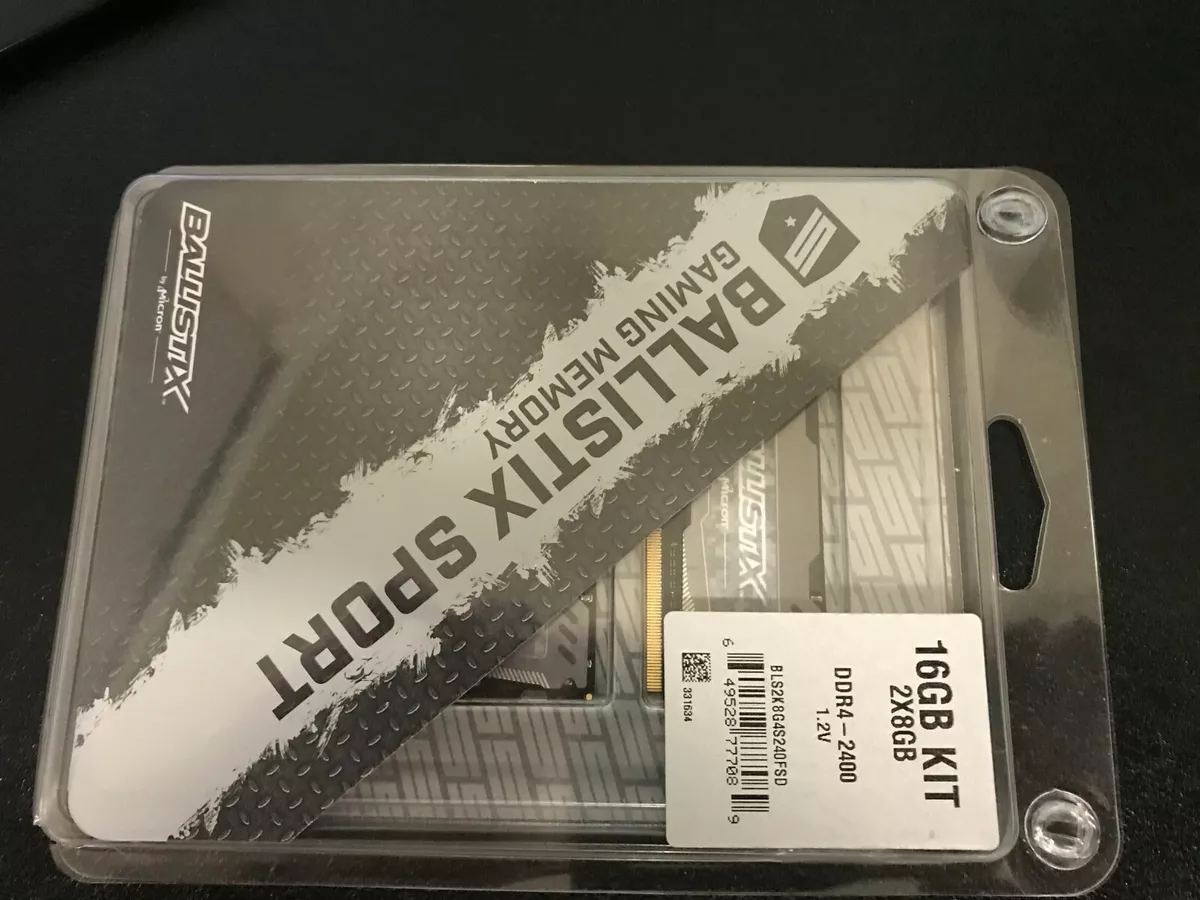 BALLISTIX
by Micron
BALLISTIX SPORT
GAMING MEMORY
Micron
16GB KIT
2X8GB
DDR4-2400
1.2V
BLS2K8G4S240FSD
6 49528 77708 9
331634